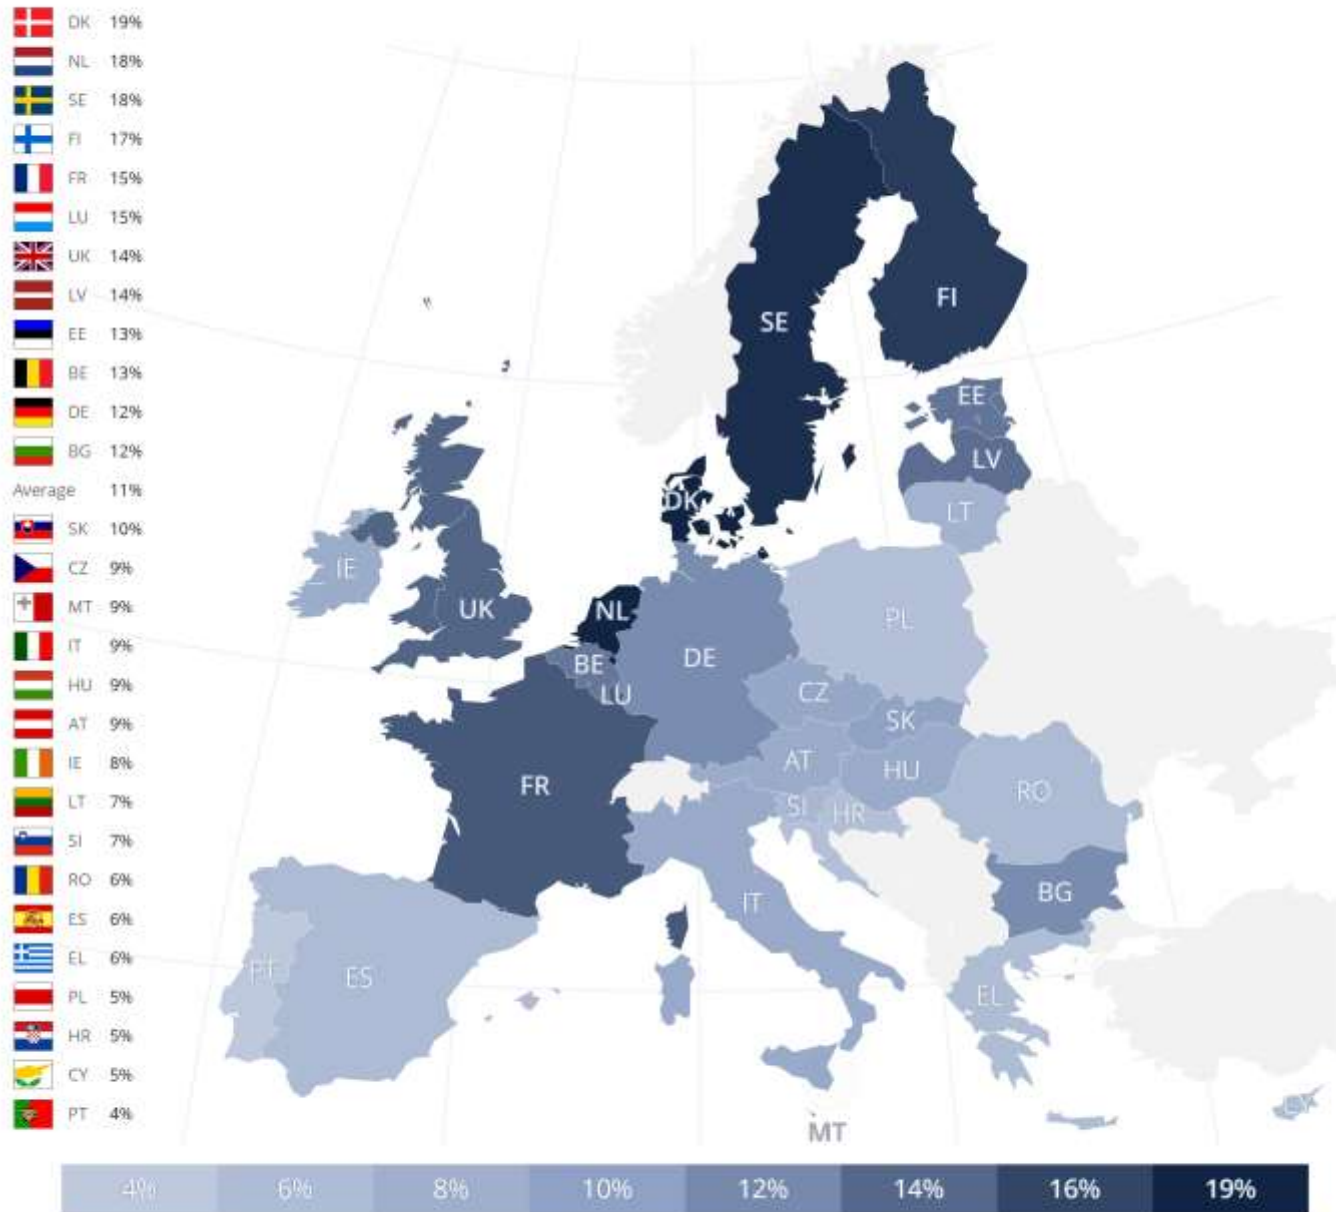 DK 19%
NL 18%
SE 18%
FI 17%
FR 15%
LU 15%
UK 14%
LV 14%
EE 13%
BE 13%
DE 12%
BG 12%
Average 11%
SK 10%
CZ 9%
MT 9%
IT 9%
HU 9%
AT 9%
IE 8%
LT 7%
SI 7%
RO 6%
ES 6%
EL 6%
PL 5%
HR 5%
CY 5%
PT 4%
FI
SE
EE
LV
DK
LT
IE
UK
NL
PL
DE
BE
LU
CZ
SK
AT
HU
FR
RO
SI
HR
BG
IT
PT
ES
EL
CY
MT
4% 6% 8% 10% 12% 14% 16% 19%